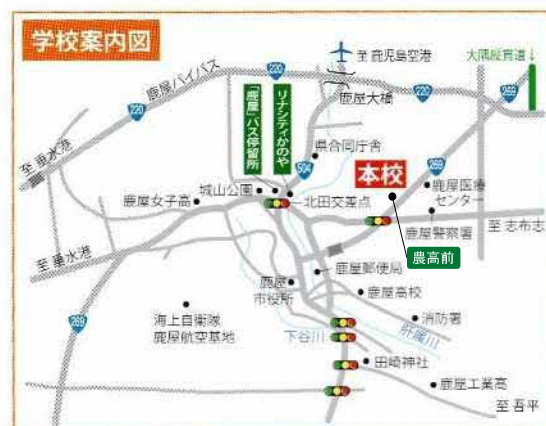 学校案内図
至 鹿児島空港
大隅縦貫道↓
220
鹿屋バイパス
220
鹿屋大橋
220
269
「鹿屋」バス停留所
リナシティかのや
県合同庁舎
504
269
至 垂水港
本校
鹿屋医療
センター
城山公園
北田交差点
鹿屋女子高
鹿屋警察署
至 志布志
農高前
至 垂水港
鹿屋郵便局
鹿屋
市役所
鹿屋高校
269
海上自衛隊
鹿屋航空基地
下谷川
肝属川
消防署
田崎神社
鹿屋工業高
至 吾平